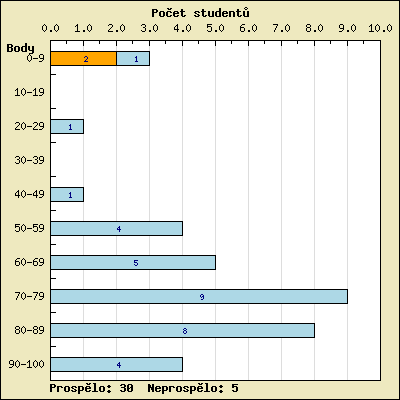 Počet studentů
0.0 1.0 2.0 3.0 4.0 5.0 6.0 7.0 8.0 9.0 10.0
Body
0-9 2 1
10-19
20-29 1
30-39
40-49 1
50-59 4
60-69 5
70-79 9
80-89 8
90-100 4
Prospělo: 30 Neprospělo: 5